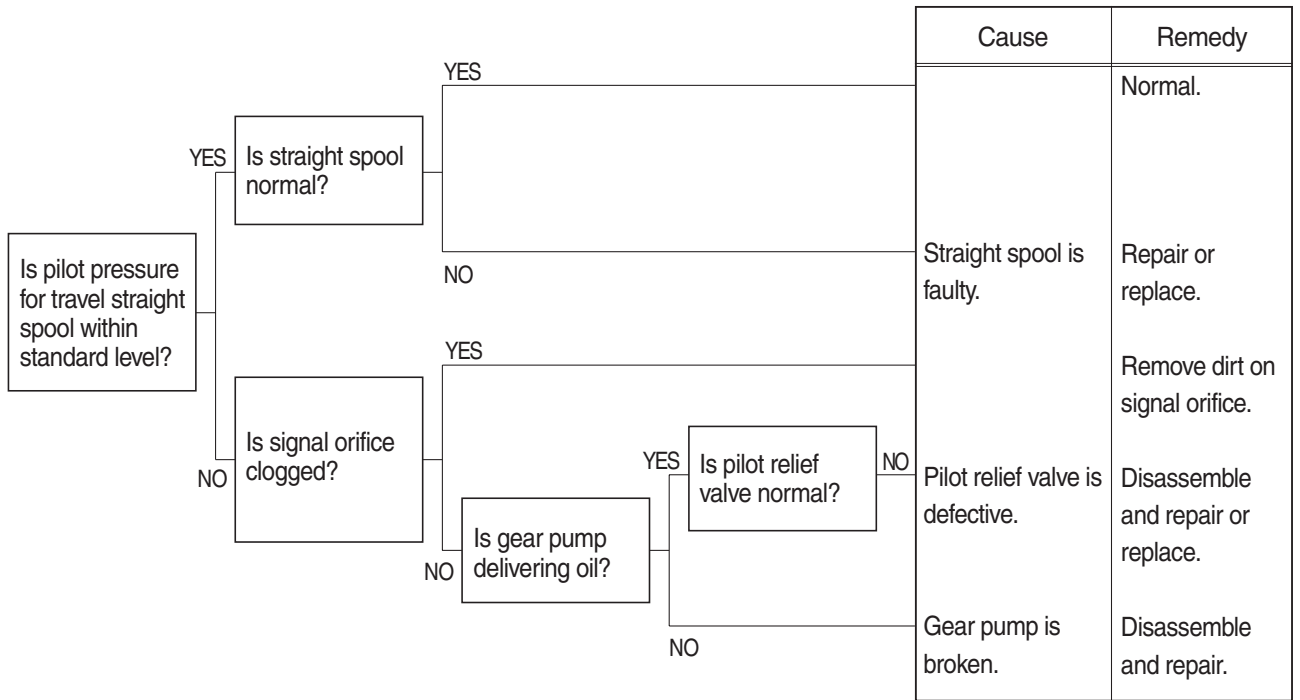 Cause
Remedy
YES
Normal.
YES
Is straight spool
normal?
NO
Straight spool is
faulty.
Repair or
replace.
Is pilot pressure
for travel straight
spool within
standard level?
YES
Remove dirt on
signal orifice.
NO
Is signal orifice
clogged?
YES
Is pilot relief
valve normal?
NO
Pilot relief valve is
defective.
Disassemble
and repair or
replace.
NO
Is gear pump
delivering oil?
NO
Gear pump is
broken.
Disassemble
and repair.